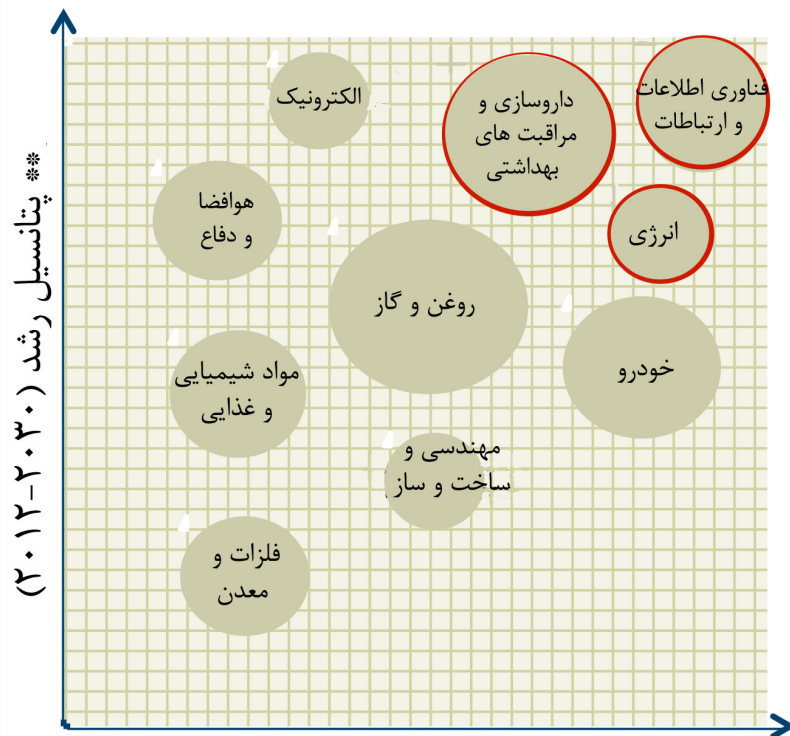 ** پتانسیل رشد (۲۰۱۲-۲۰۳۰)
فناوری اطلاعات
و ارتباطات
داروسازی و
مراقبت های
بهداشتی
الکترونیک
هوافضا
و دفاع
انرژی
روغن و گاز
خودرو
مواد شیمیایی
و غذایی
مهندسی و
ساخت و ساز
فلزات و
معدن